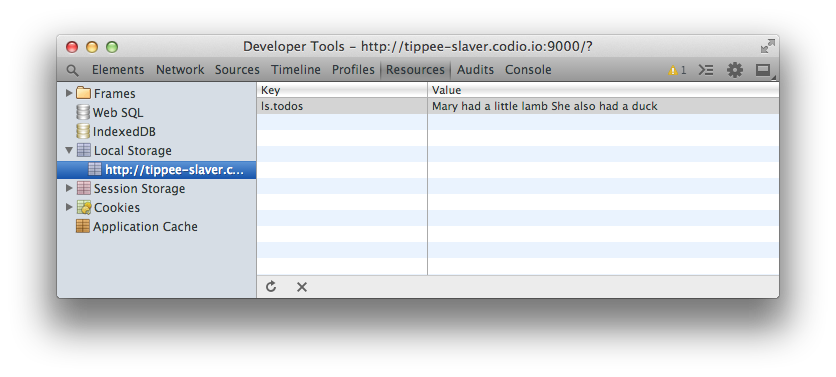 Developer Tools - http://tippee-slaver.codio.io:9000/?
Elements Network Sources Timeline Profiles Resources Audits Console 1
Frames
Web SQL
IndexedDB
Local Storage
http://tippee-slaver.c...
Session Storage
Cookies
Application Cache
Key Value
ls.todos Mary had a little lamb She also had a duck